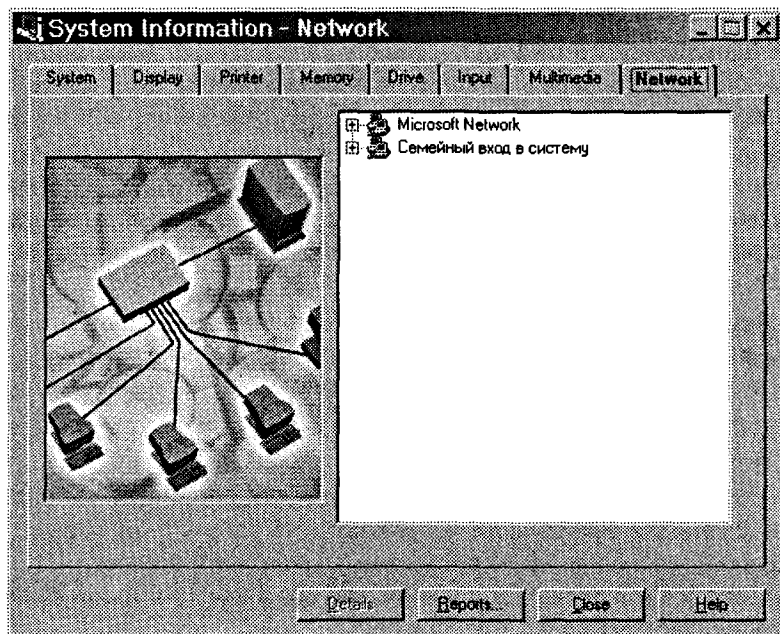 System Information - Network
System Display Printer Memory Drive Input Multimedia Network
Microsoft Network
Семейный вход в систему
Details Reports... Close Help